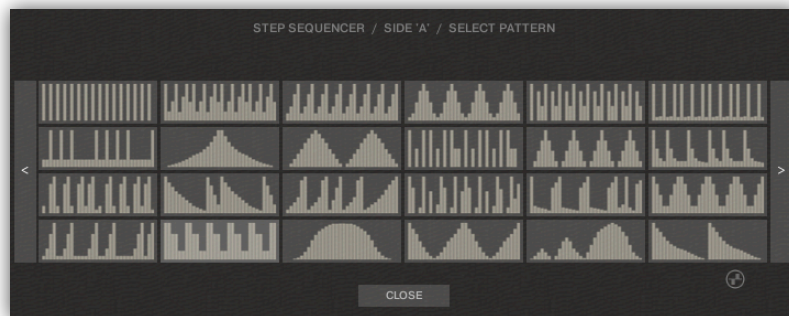 STEP SEQUENCER / SIDE 'A' / SELECT PATTERN
< >
CLOSE